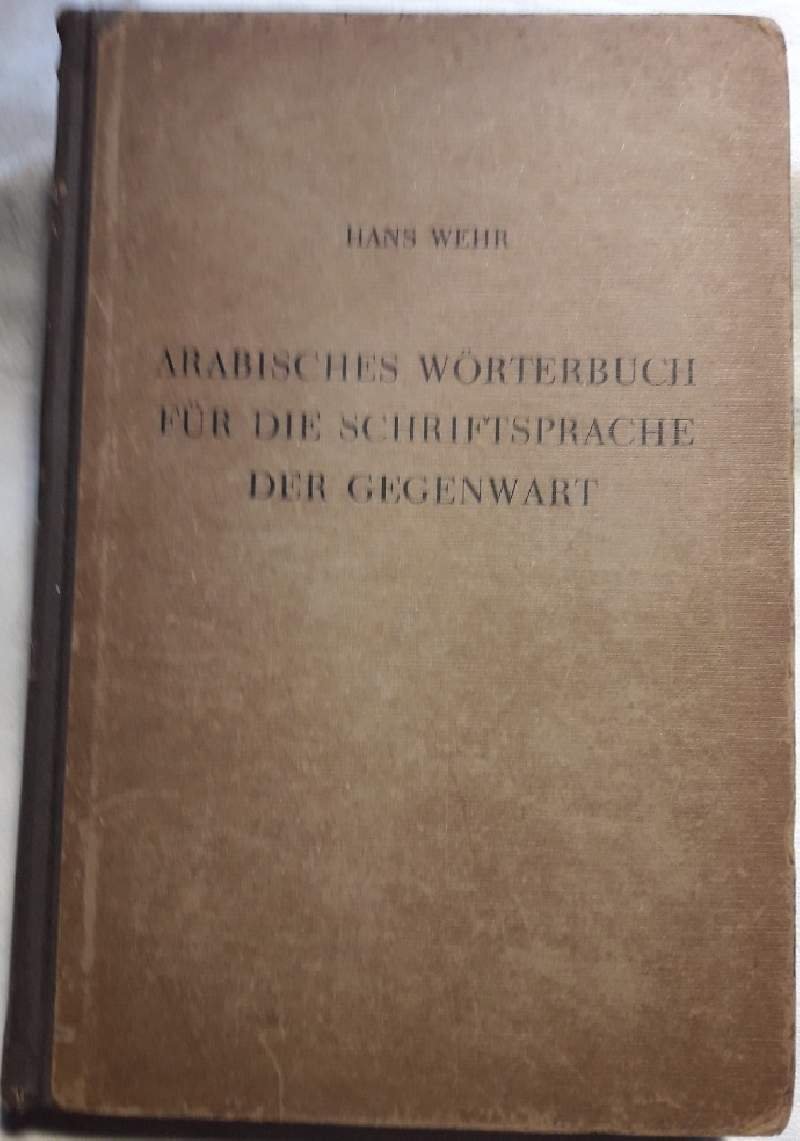 HANS WEHR
ARABISCHES WÖRTERBUCH
FÜR DIE SCHRIFTSPRACHE
DER GEGENWART